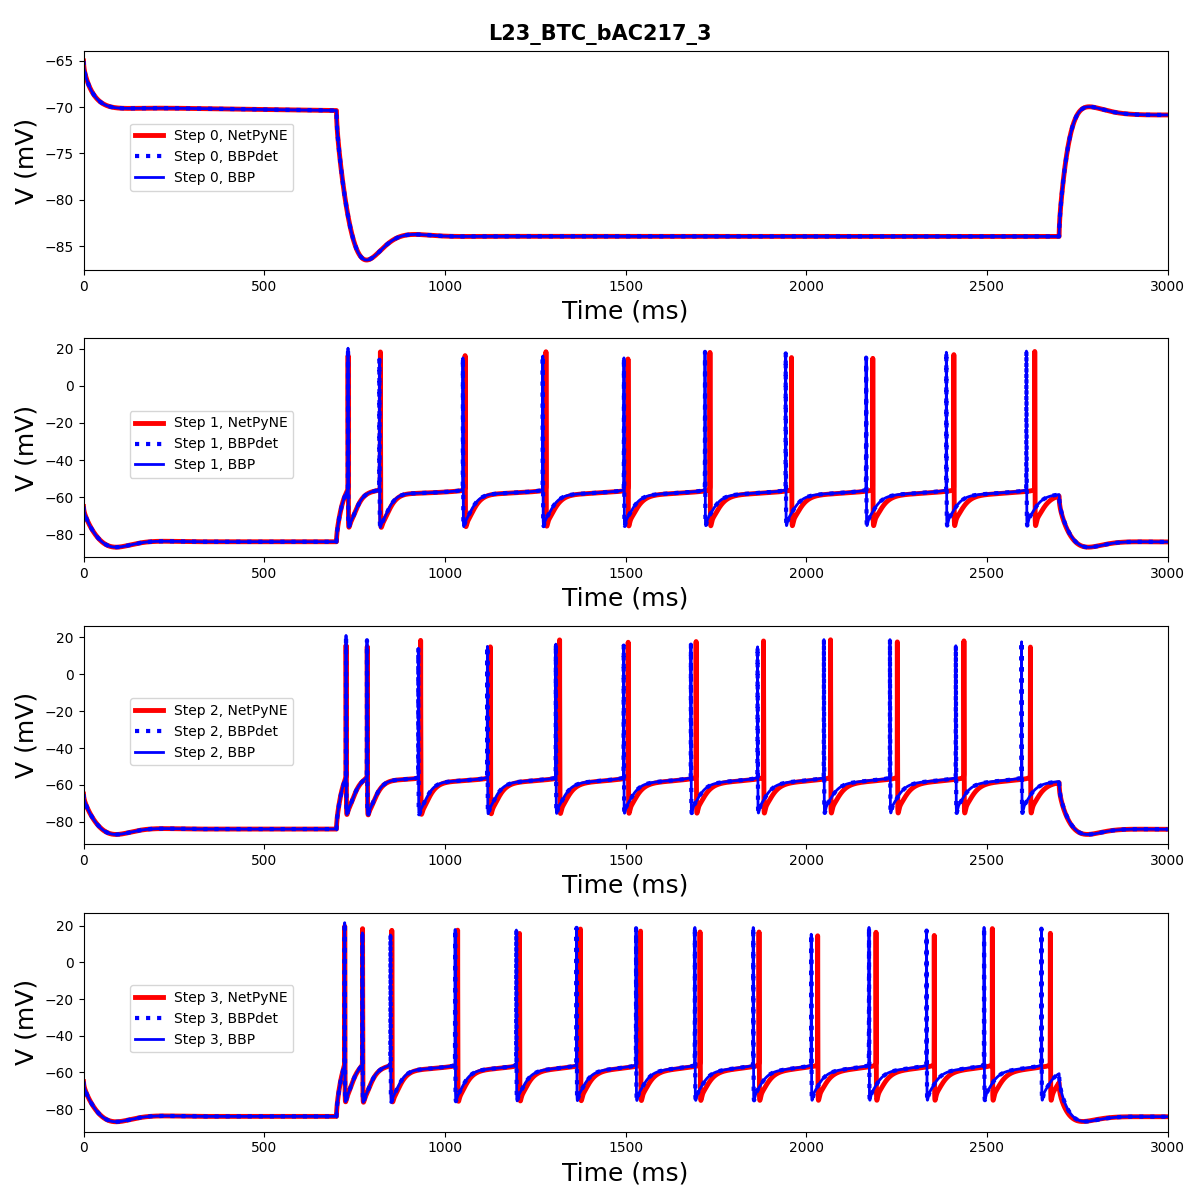 L23_BTC_bAC217_3
−65
−70
−75
−80
−85
V (mV)
Step 0, NetPyNE
Step 0, BBPdet
Step 0, BBP
0 500 1000 1500 2000 2500 3000
Time (ms)
20
0
−20
−40
−60
−80
V (mV)
Step 1, NetPyNE
Step 1, BBPdet
Step 1, BBP
0 500 1000 1500 2000 2500 3000
Time (ms)
20
0
−20
−40
−60
−80
V (mV)
Step 2, NetPyNE
Step 2, BBPdet
Step 2, BBP
0 500 1000 1500 2000 2500 3000
Time (ms)
20
0
−20
−40
−60
−80
V (mV)
Step 3, NetPyNE
Step 3, BBPdet
Step 3, BBP
0 500 1000 1500 2000 2500 3000
Time (ms)